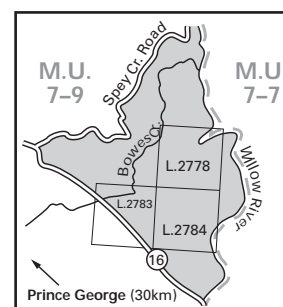 Spey Cr. Road
M.U.
7–9
M.U
7–7
Bowes Cr.
Willow River
L.2778
L.2783
L.2784
16
Prince George (30km)